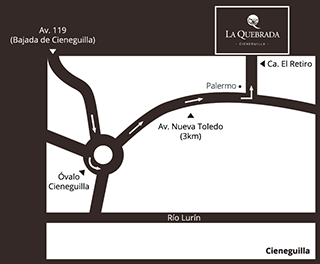 Av. 119
(Bajada de Cieneguilla)
LA QUEBRADA
CIENEGUILLA
Ca. El Retiro
Palermo
Av. Nueva Toledo
(3km)
Óvalo
Cieneguilla
Río Lurín
Cieneguilla